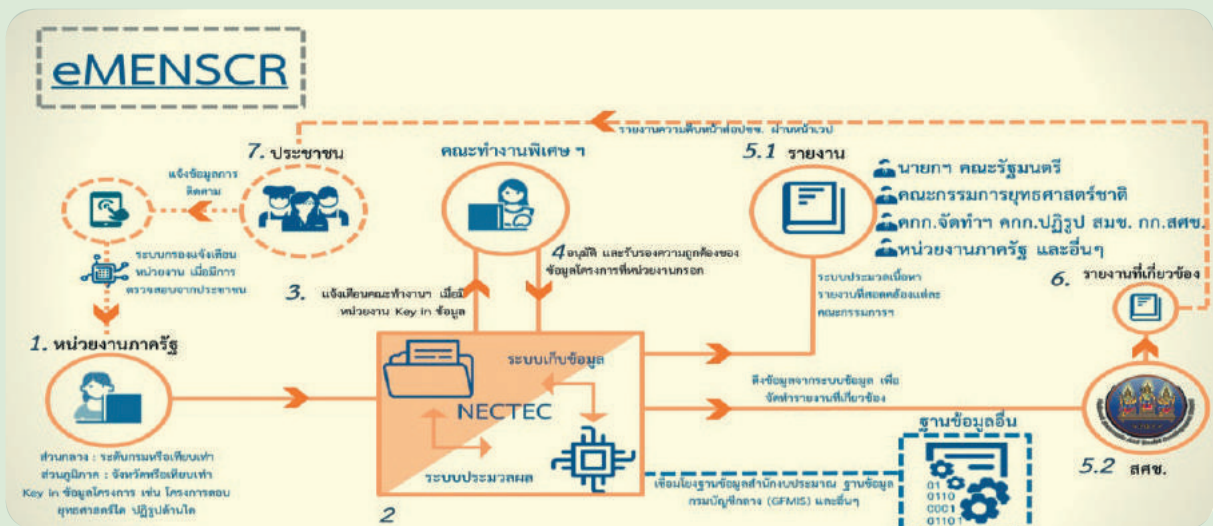 eMENSCR
รายงานความคืบหน้าต่อปชช. ผ่านหน้าเวป
7. ประชาชน
คณะทำงานพิเศษ ฯ
5.1 รายงาน
แจ้งข้อมูลการ
ติดตาม
นายกฯ คณะรัฐมนตรี
คณะกรรมการยุทธศาสตร์ชาติ
คกก.จัดทำฯ คกก.ปฏิรูป สมช. กก.สศช.
หน่วยงานภาครัฐ และอื่นๆ
ระบบกรองแจ้งเตือน
หน่วยงาน เมื่อมีการ
ตรวจสอบจากประชาชน
3. แจ้งเตือนคณะทำงานฯ เมื่อมี
หน่วยงาน Key in ข้อมูล
4 อนุมัติ และรับรองความถูกต้องของ
ข้อมูลโครงการที่หน่วยงานกรอก
ระบบประมวลเนื้อหา
รายงานที่สอดคล้องแต่ละ
คณะกรรมการฯ
6. รายงานที่เกี่ยวข้อง
1. หน่วยงานภาครัฐ
ระบบเก็บข้อมูล
NECTEC
ระบบประมวลผล
2
ดึงข้อมูลจากระบบข้อมูล เพื่อ
จัดทำรายงานที่เกี่ยวข้อง
ฐานข้อมูลอื่น
01
0110
0001
01101
5.2 สศช.
ส่วนกลาง : ระดับกรมหรือเทียบเท่า
ส่วนภูมิภาค : จังหวัดหรือเทียบเท่า
Key in ข้อมูลโครงการ เช่น โครงการตอบ
ยุทธศาสตร์ใด ปฏิรูปด้านใด
เชื่อมโยงฐานข้อมูลสำนักงบประมาณ ฐานข้อมูล
กรมบัญชีกลาง (GFMIS) และอื่นๆ